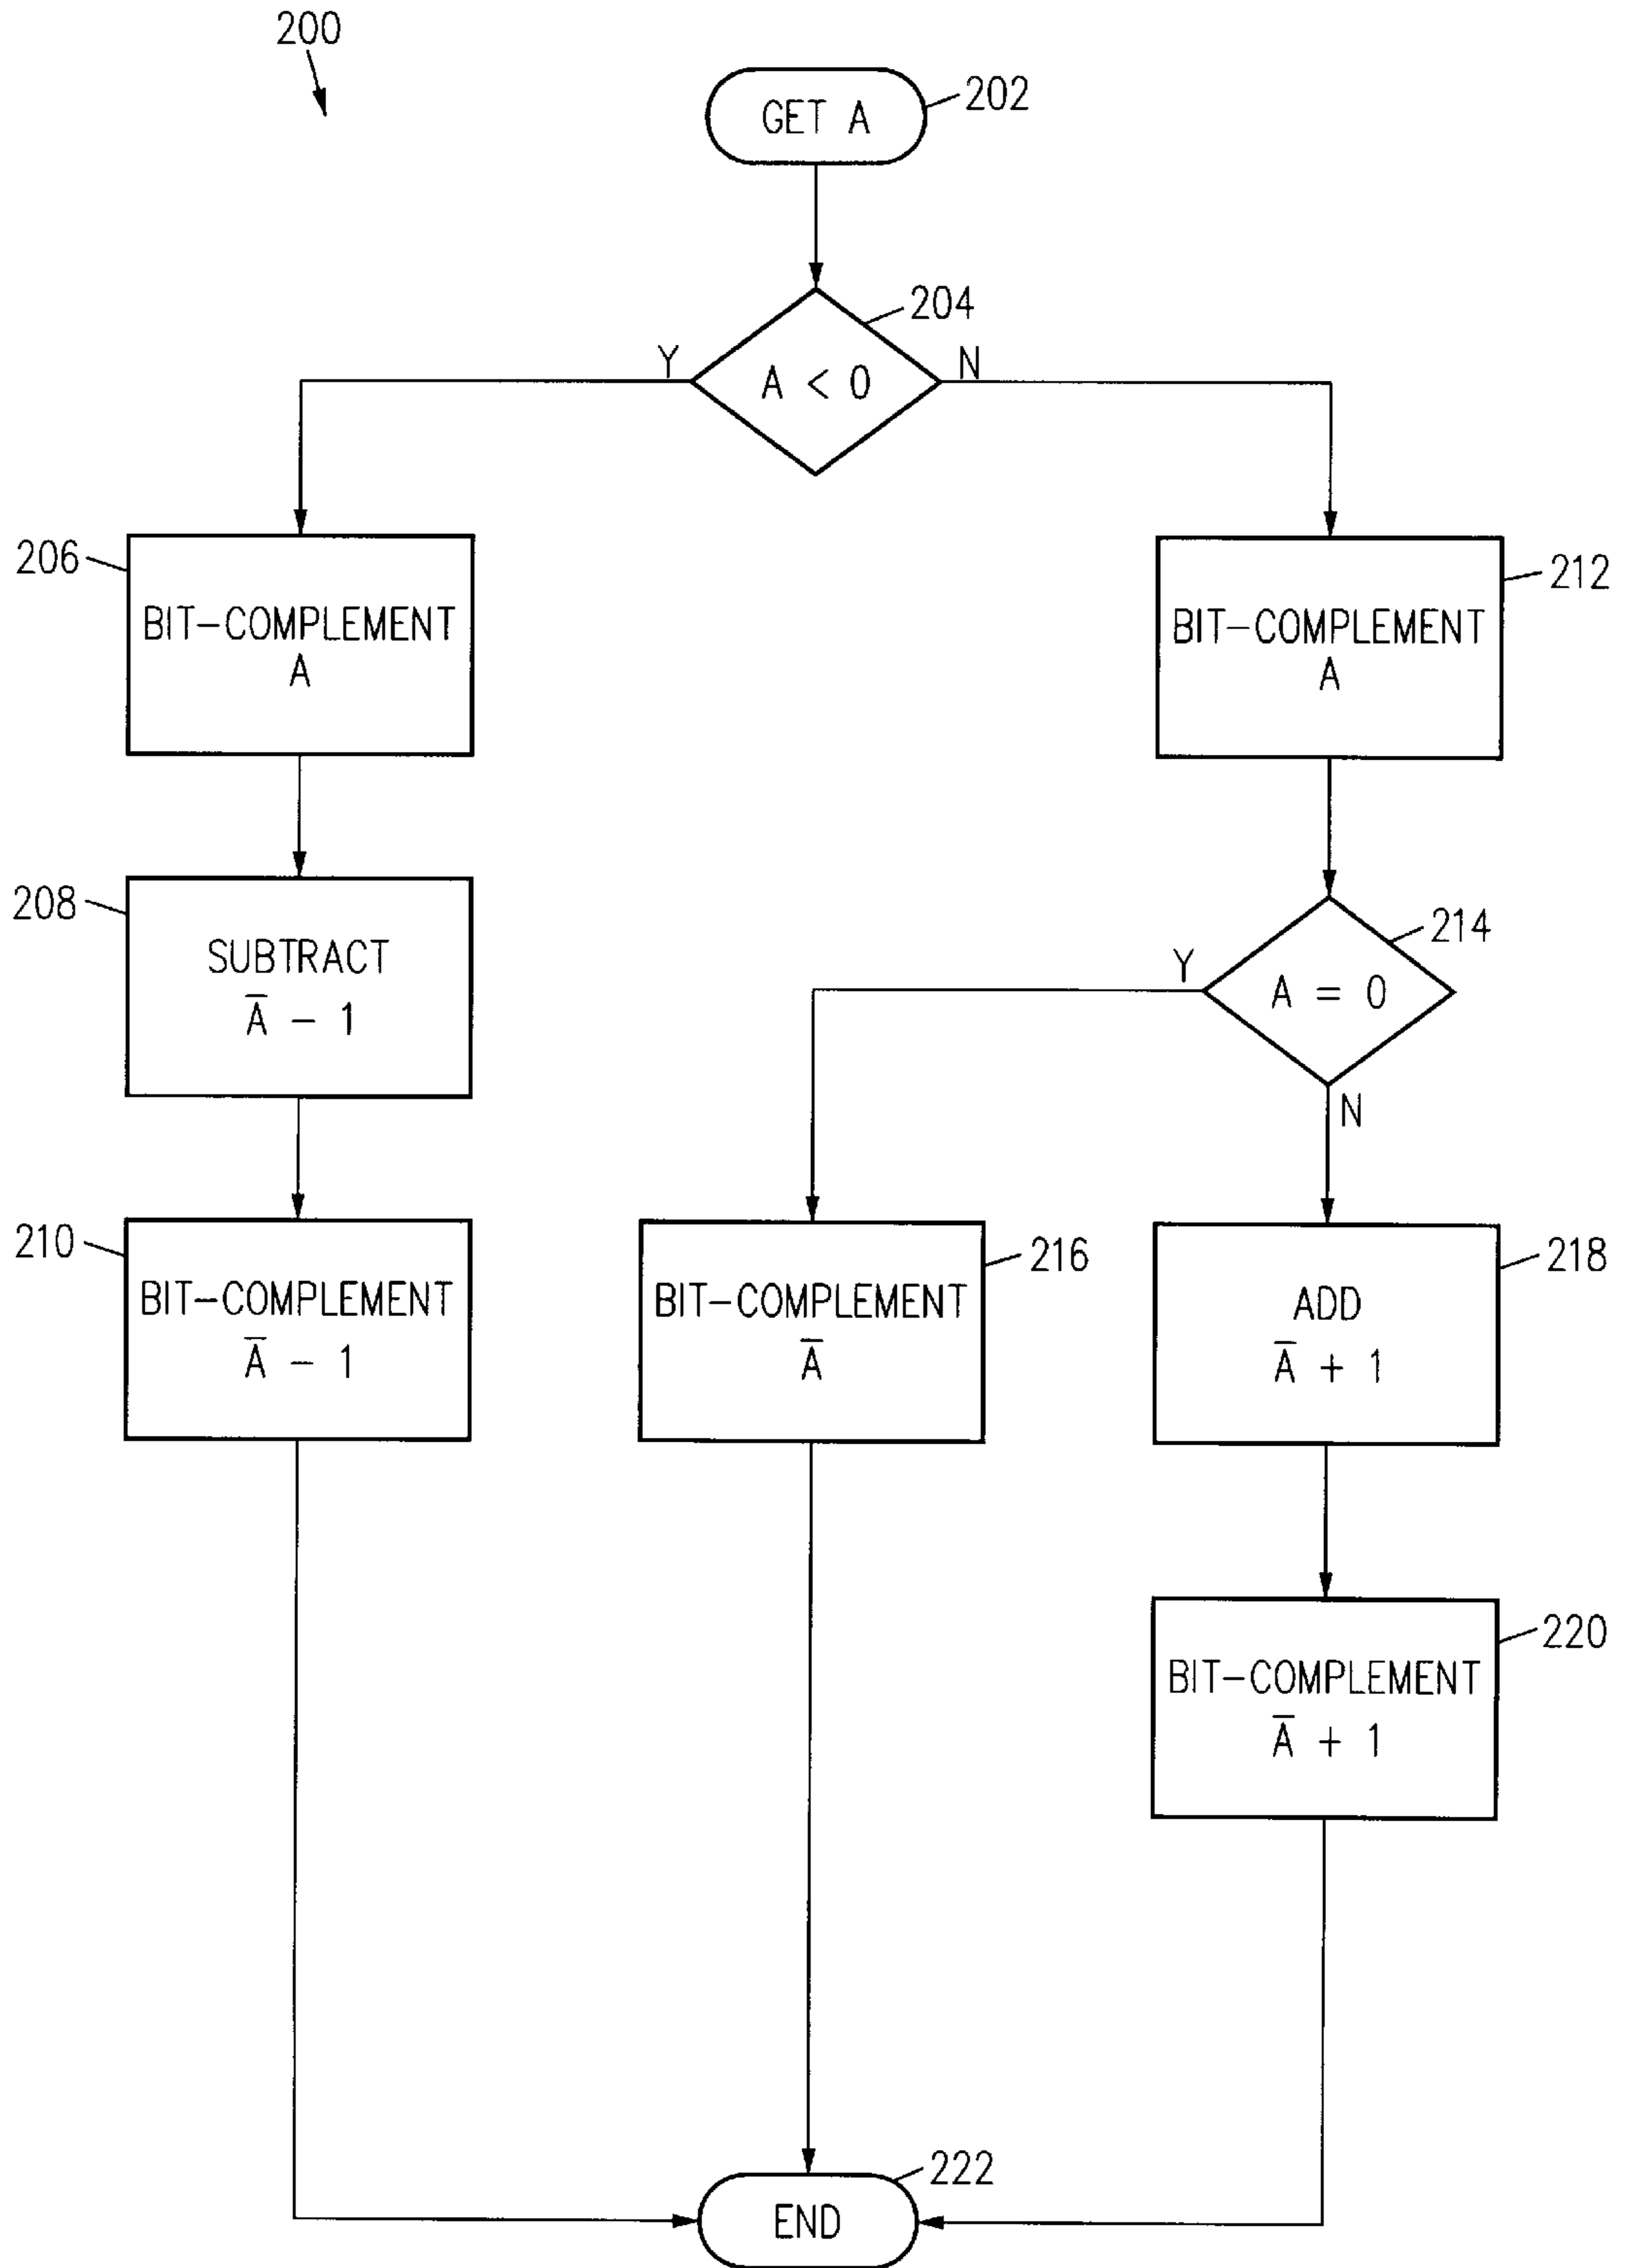 200
GET A
202
204
Y
A < 0
N
206
BIT-COMPLEMENT
A
212
BIT-COMPLEMENT
A
208
SUBTRACT
A̅ - 1
214
Y
A = 0
N
210
BIT-COMPLEMENT
A̅ - 1
216
BIT-COMPLEMENT
A̅
218
ADD
A̅ + 1
220
BIT-COMPLEMENT
A̅ + 1
222
END